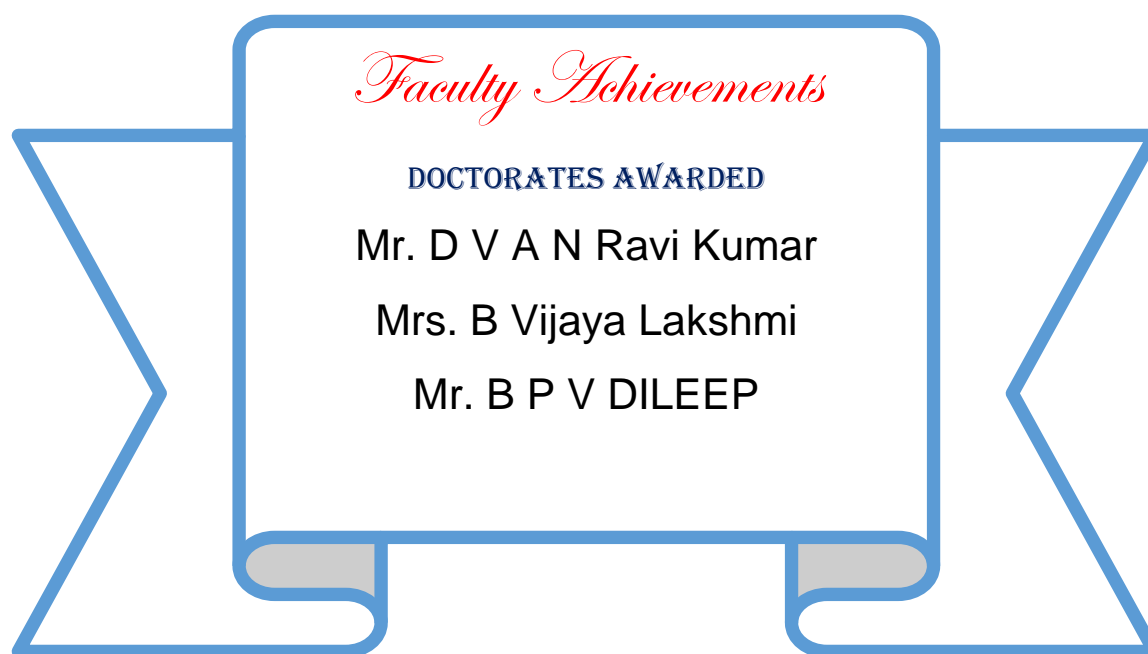 Faculty Achievements
DOCTORATES AWARDED
Mr. D V A N Ravi Kumar
Mrs. B Vijaya Lakshmi
Mr. B P V DILEEP